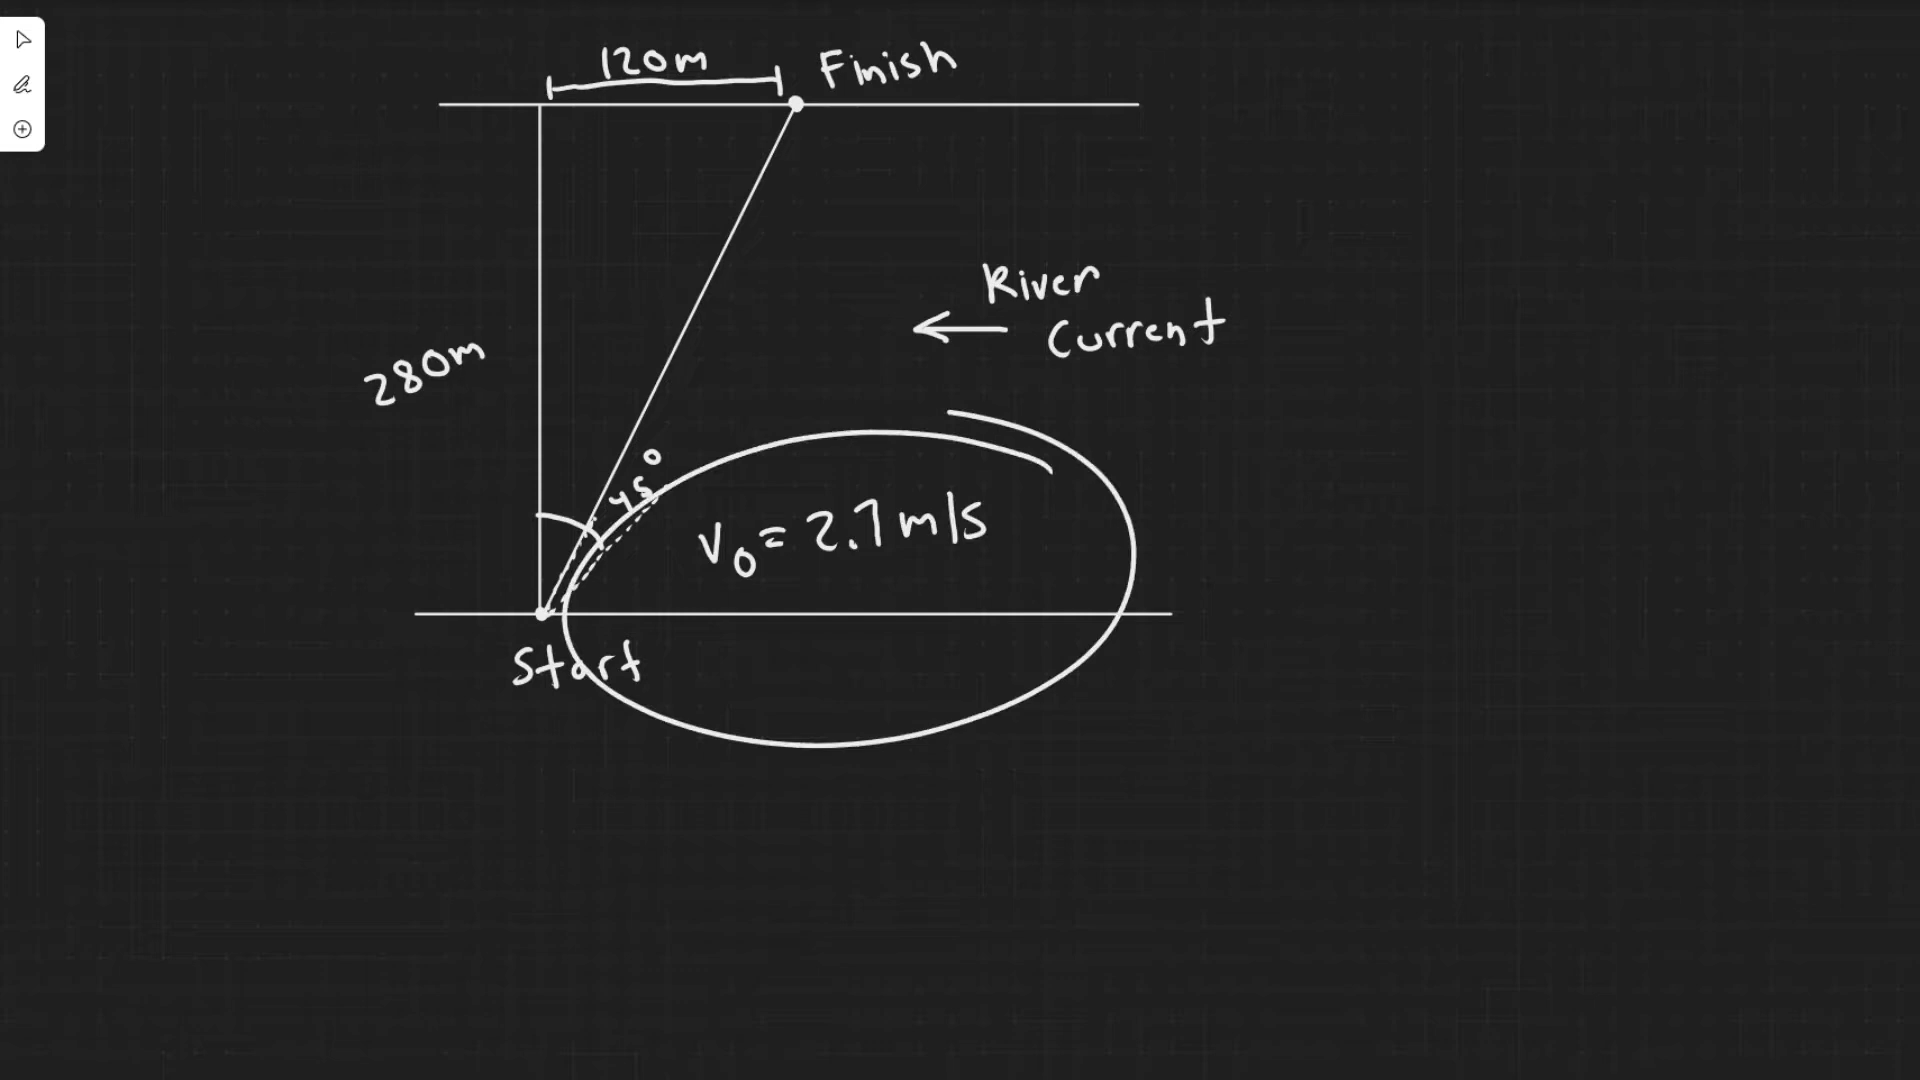 120m
Finish
River
Current
280m
45°
v₀ = 2.7 m/s
Start